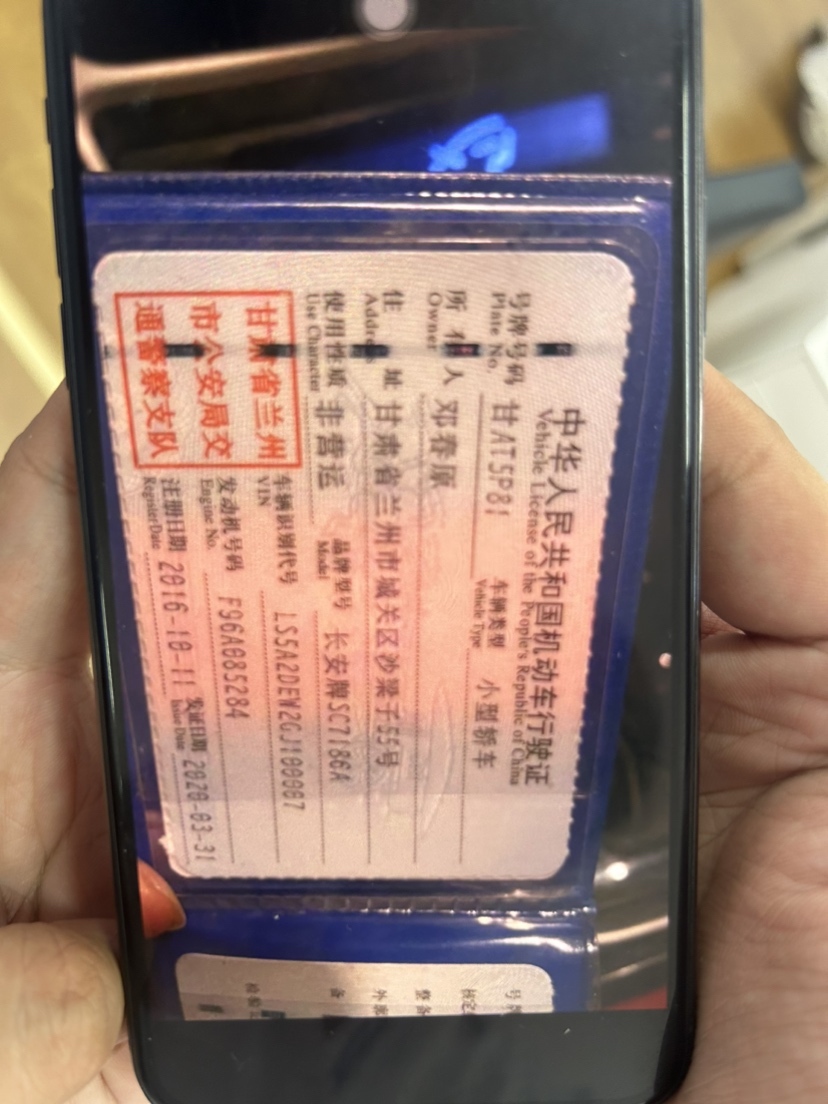 中华人民共和国机动车行驶证
Vehicle License of the People's Republic of China
号牌号码 甘AT5P81 车辆类型 小型轿车
Plate No. Vehicle Type
所有人 邓春原
Owner
住 址 甘肃省兰州市城关区沙梁子55号
Address
使用性质 非营运 品牌型号 长安牌SC7186A
Use Character Model
甘肃省兰州
市公安局交
通警察支队
车辆识别代号 LS5A2DEW2GJ100007
VIN
发动机号码 F96A085284
Engine No.
注册日期 2016-10-11 发证日期 2020-03-31
Register Date Issue Date